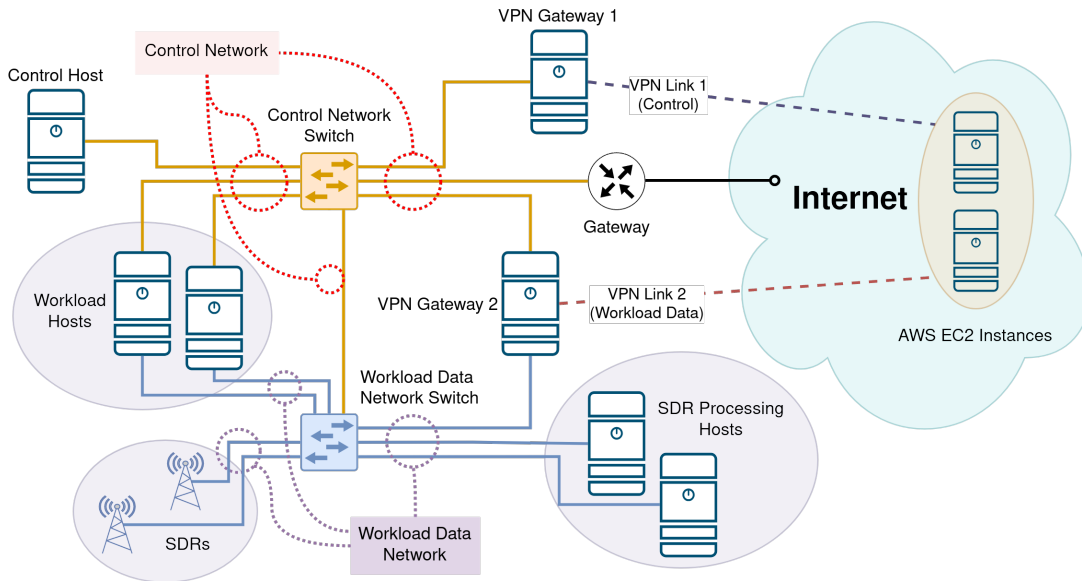 VPN Gateway 1
Control Network
Control Host
VPN Link 1
(Control)
Control Network
Switch
Internet
Gateway
Workload
Hosts
VPN Gateway 2
VPN Link 2
(Workload Data)
AWS EC2 Instances
Workload Data
Network Switch
SDR Processing
Hosts
SDRs
Workload Data
Network